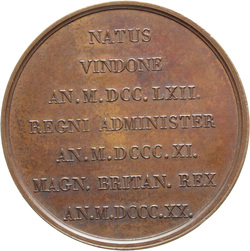 NATUS
VINDONE
AN.M.DCC.LXII.
REGNI ADMINISTER
AN.M.DCCC.XI.
MAGN. BRITAN. REX
AN.M.DCCC.XX.